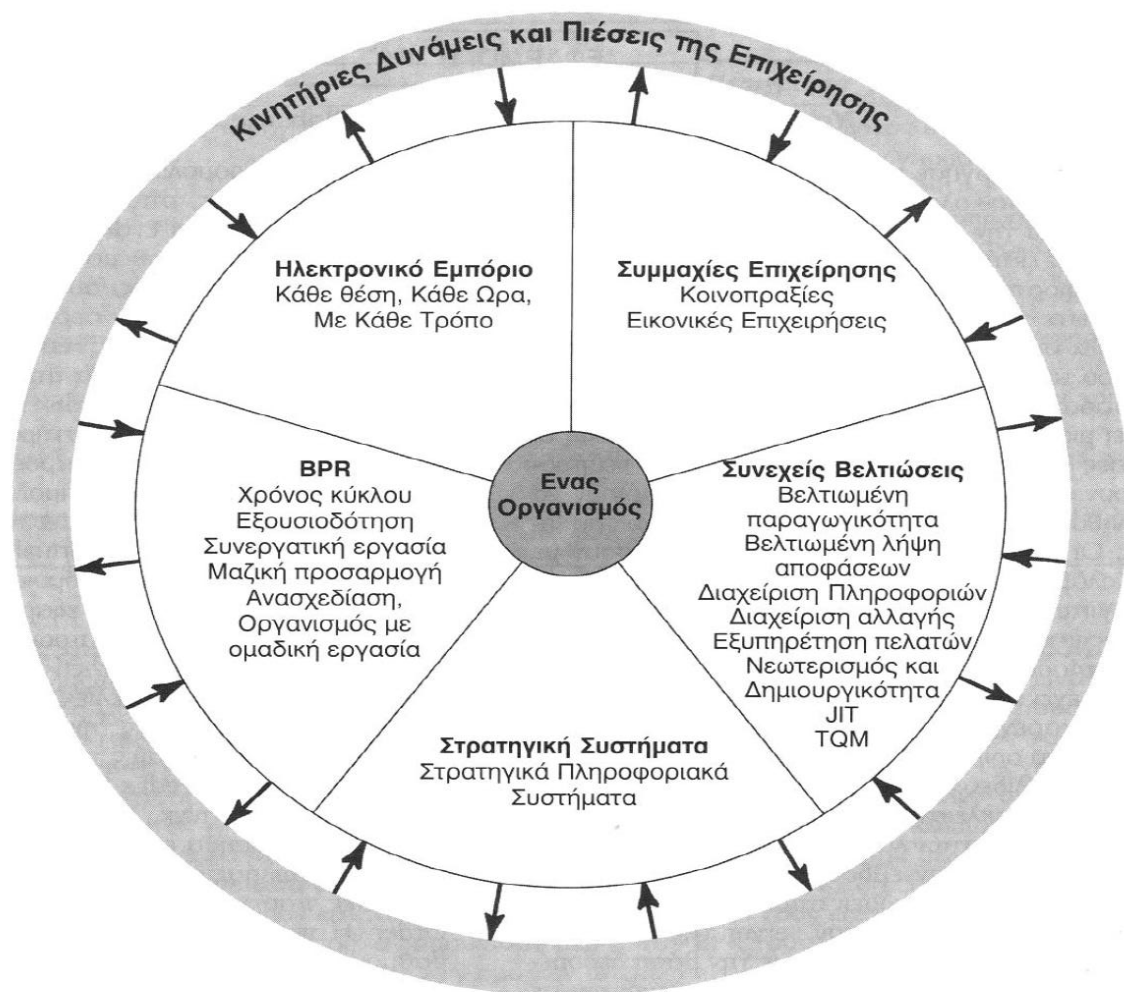 Κινητήριες Δυνάμεις και Πιέσεις της Επιχείρησης
Ηλεκτρονικό Εμπόριο
Κάθε θέση, Κάθε Ωρα,
Με Κάθε Τρόπο
Συμμαχίες Επιχείρησης
Κοινοπραξίες
Εικονικές Επιχειρήσεις
BPR
Χρόνος κύκλου
Εξουσιοδότηση
Συνεργατική εργασία
Μαζική προσαρμογή
Ανασχεδίαση,
Οργανισμός με
ομαδική εργασία
Ενας
Οργανισμός
Συνεχείς Βελτιώσεις
Βελτιωμένη
παραγωγικότητα
Βελτιωμένη λήψη
αποφάσεων
Διαχείριση Πληροφοριών
Διαχείριση αλλαγής
Εξυπηρέτηση πελατών
Νεωτερισμός και
Δημιουργικότητα
JIT
TQM
Στρατηγική Συστήματα
Στρατηγικά Πληροφοριακά
Συστήματα